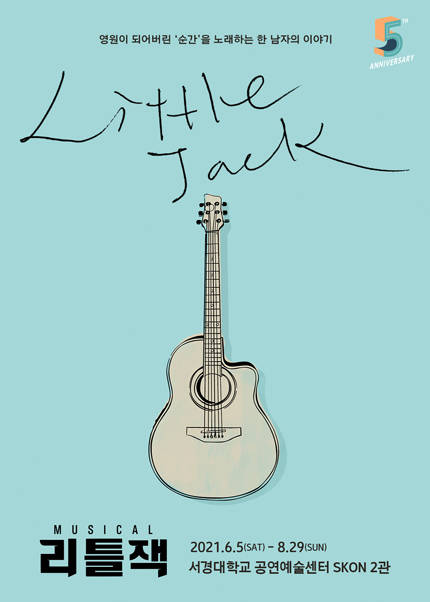 영원이 되어버린 '순간'을 노래하는 한 남자의 이야기
5TH
ANNIVERSARY
Little
Jack
MUSICAL
리틀잭
2021.6.5(SAT) - 8.29(SUN)
서경대학교 공연예술센터 SKON 2관